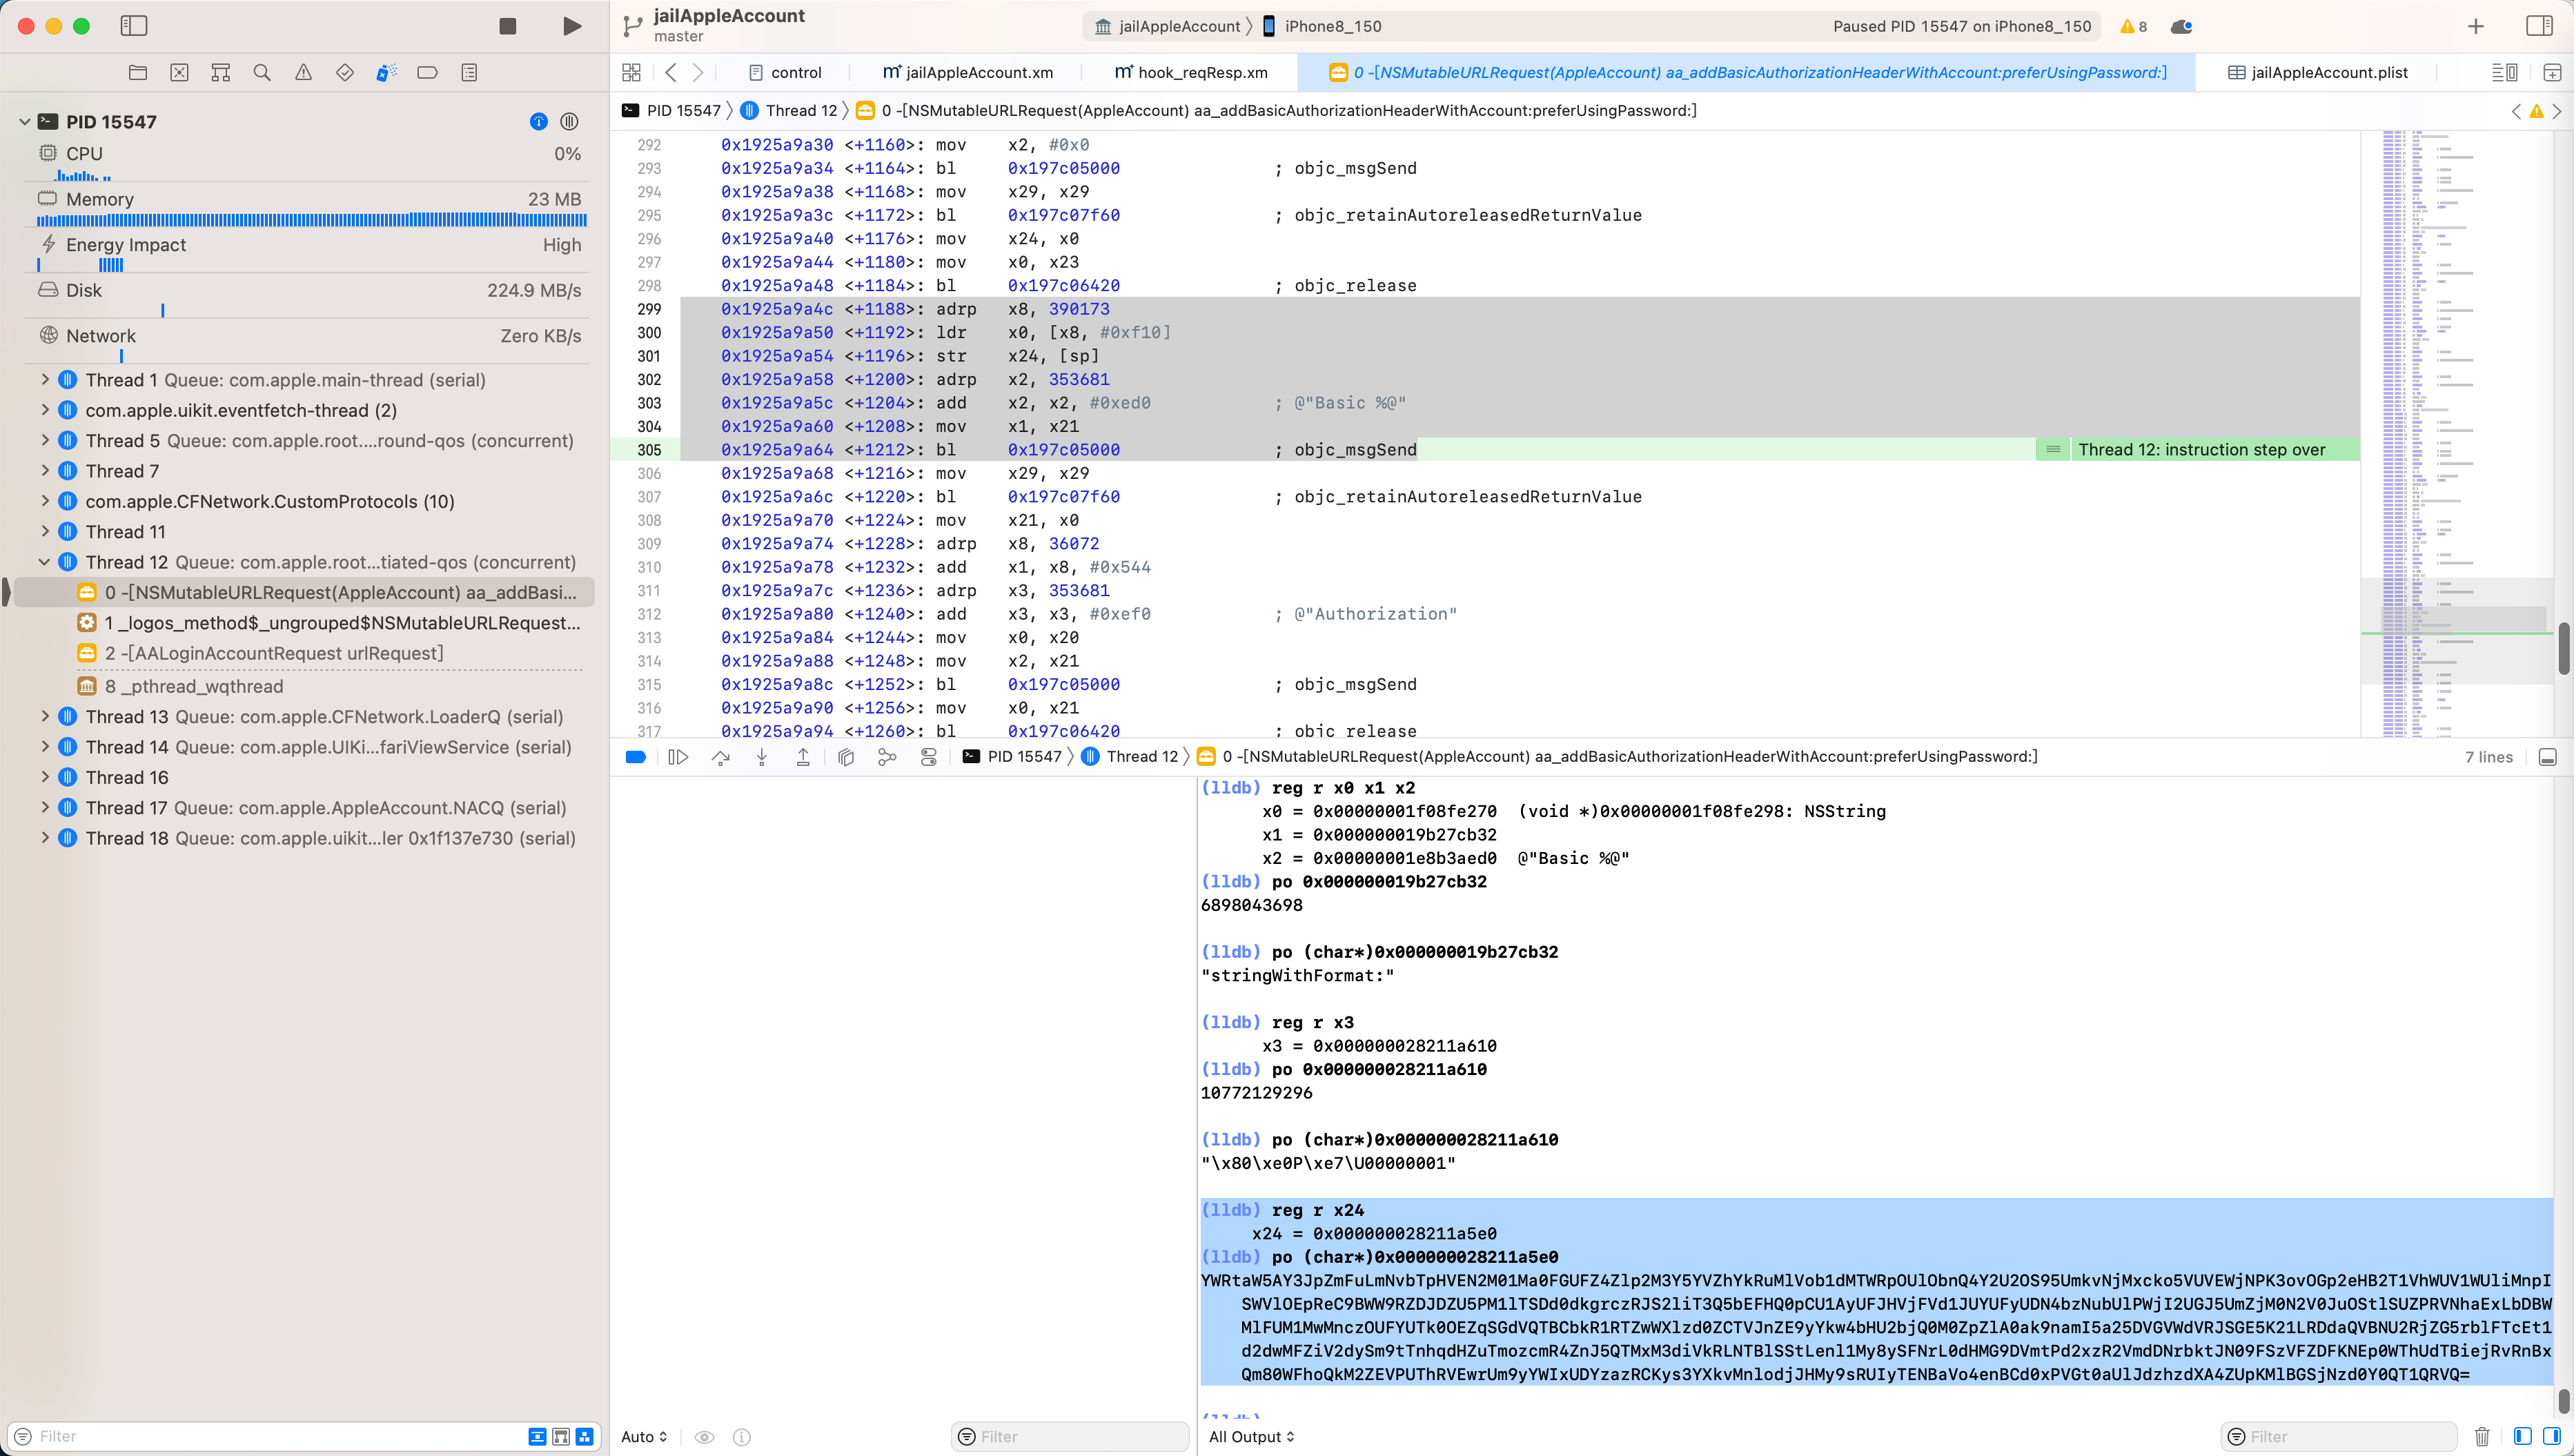 jailAppleAccount
master
jailAppleAccount
iPhone8_150
Paused PID 15547 on iPhone8_150
8
control
jailAppleAccount.xm
hook_reqResp.xm
0 -[NSMutableURLRequest(AppleAccount) aa_addBasicAuthorizationHeaderWithAccount:preferUsingPassword:]
jailAppleAccount.plist
PID 15547
Thread 12
0 -[NSMutableURLRequest(AppleAccount) aa_addBasicAuthorizationHeaderWithAccount:preferUsingPassword:]
PID 15547
CPU 0%
Memory 23 MB
Energy Impact High
Disk 224.9 MB/s
Network Zero KB/s
Thread 1 Queue: com.apple.main-thread (serial)
com.apple.uikit.eventfetch-thread (2)
Thread 5 Queue: com.apple.root....round-qos (concurrent)
Thread 7
com.apple.CFNetwork.CustomProtocols (10)
Thread 11
Thread 12 Queue: com.apple.root...tiated-qos (concurrent)
0 -[NSMutableURLRequest(AppleAccount) aa_addBasi...
1 _logos_method$_ungrouped$NSMutableURLRequest...
2 -[AALoginAccountRequest urlRequest]
8 _pthread_wqthread
Thread 13 Queue: com.apple.CFNetwork.LoaderQ (serial)
Thread 14 Queue: com.apple.UIKi...fariViewService (serial)
Thread 16
Thread 17 Queue: com.apple.AppleAccount.NACQ (serial)
Thread 18 Queue: com.apple.uikit...ler 0x1f137e730 (serial)
Filter
292 0x1925a9a30 <+1160>: mov x2, #0x0
293 0x1925a9a34 <+1164>: bl 0x197c05000 ; objc_msgSend
294 0x1925a9a38 <+1168>: mov x29, x29
295 0x1925a9a3c <+1172>: bl 0x197c07f60 ; objc_retainAutoreleasedReturnValue
296 0x1925a9a40 <+1176>: mov x24, x0
297 0x1925a9a44 <+1180>: mov x0, x23
298 0x1925a9a48 <+1184>: bl 0x197c06420 ; objc_release
299 0x1925a9a4c <+1188>: adrp x8, 390173
300 0x1925a9a50 <+1192>: ldr x0, [x8, #0xf10]
301 0x1925a9a54 <+1196>: str x24, [sp]
302 0x1925a9a58 <+1200>: adrp x2, 353681
303 0x1925a9a5c <+1204>: add x2, x2, #0xed0 ; @"Basic %@"
304 0x1925a9a60 <+1208>: mov x1, x21
305 0x1925a9a64 <+1212>: bl 0x197c05000 ; objc_msgSend Thread 12: instruction step over
306 0x1925a9a68 <+1216>: mov x29, x29
307 0x1925a9a6c <+1220>: bl 0x197c07f60 ; objc_retainAutoreleasedReturnValue
308 0x1925a9a70 <+1224>: mov x21, x0
309 0x1925a9a74 <+1228>: adrp x8, 36072
310 0x1925a9a78 <+1232>: add x1, x8, #0x544
311 0x1925a9a7c <+1236>: adrp x3, 353681
312 0x1925a9a80 <+1240>: add x3, x3, #0xef0 ; @"Authorization"
313 0x1925a9a84 <+1244>: mov x0, x20
314 0x1925a9a88 <+1248>: mov x2, x21
315 0x1925a9a8c <+1252>: bl 0x197c05000 ; objc_msgSend
316 0x1925a9a90 <+1256>: mov x0, x21
317 0x1925a9a94 <+1260>: bl 0x197c06420 ; objc_release
PID 15547
Thread 12
0 -[NSMutableURLRequest(AppleAccount) aa_addBasicAuthorizationHeaderWithAccount:preferUsingPassword:]
7 lines
(lldb) reg r x0 x1 x2
x0 = 0x00000001f08fe270 (void *)0x00000001f08fe298: NSString
x1 = 0x000000019b27cb32
x2 = 0x00000001e8b3aed0 @"Basic %@"
(lldb) po 0x000000019b27cb32
6898043698
(lldb) po (char*)0x000000019b27cb32
"stringWithFormat:"
(lldb) reg r x3
x3 = 0x000000028211a610
(lldb) po 0x000000028211a610
10772129296
(lldb) po (char*)0x000000028211a610
"\x80\xe0P\xe7\U00000001"
(lldb) reg r x24
x24 = 0x000000028211a5e0
(lldb) po (char*)0x000000028211a5e0
Auto
Filter
All Output
Filter